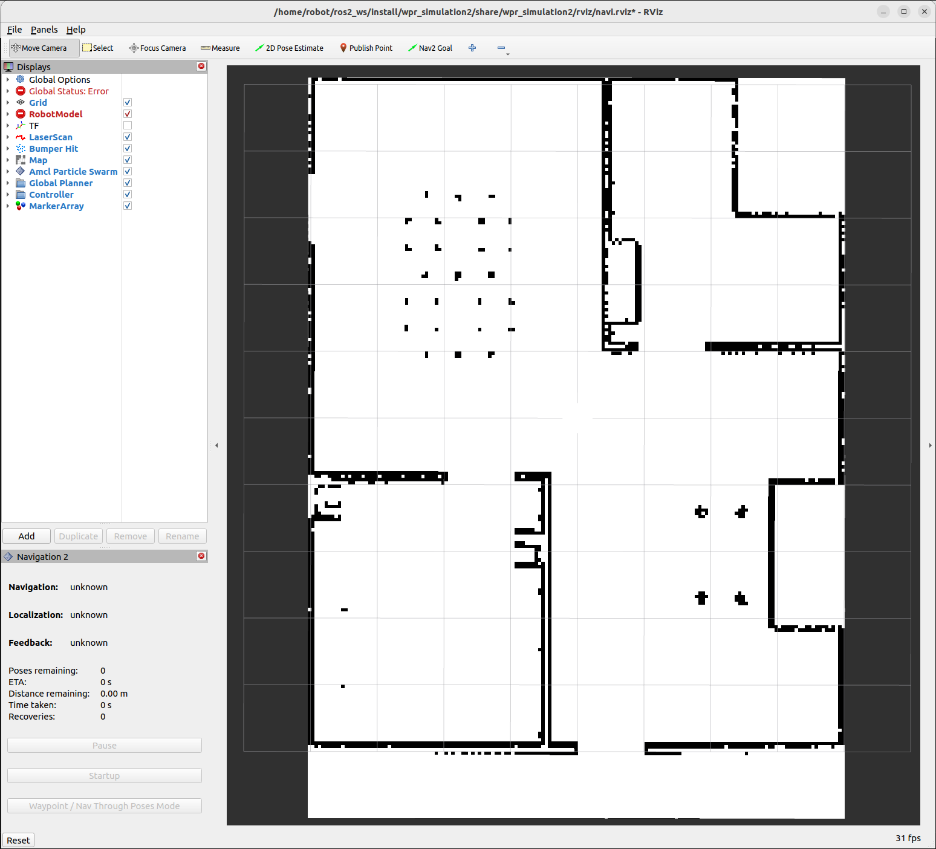 /home/robot/ros2_ws/install/wpr_simulation2/share/wpr_simulation2/rviz/navi.rviz* - RViz
File Panels Help
Move Camera Select Focus Camera Measure 2D Pose Estimate Publish Point Nav2 Goal
Displays
Global Options
Global Status: Error
Grid
RobotModel
TF
LaserScan
Bumper Hit
Map
Amcl Particle Swarm
Global Planner
Controller
MarkerArray
Add Duplicate Remove Rename
Navigation 2
Navigation: unknown
Localization: unknown
Feedback: unknown
Poses remaining: 0
ETA: 0 s
Distance remaining: 0.00 m
Time taken: 0 s
Recoveries: 0
Pause
Startup
Waypoint / Nav Through Poses Mode
Reset
31 fps